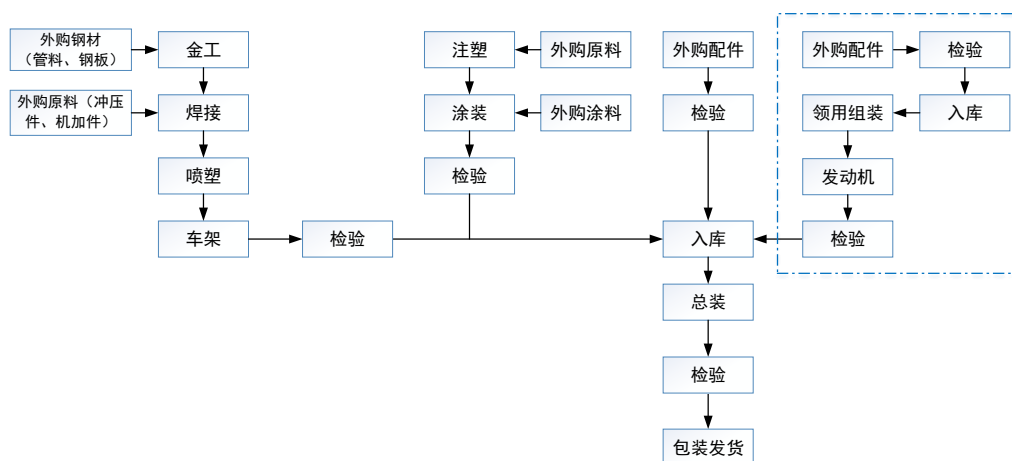 外购钢材
（管料、钢板）
金工
外购原料（冲压
件、机加件）
焊接
喷塑
车架
检验
注塑
外购原料
涂装
外购涂料
检验
外购配件
检验
入库
总装
检验
包装发货
外购配件
检验
领用组装
入库
发动机
检验